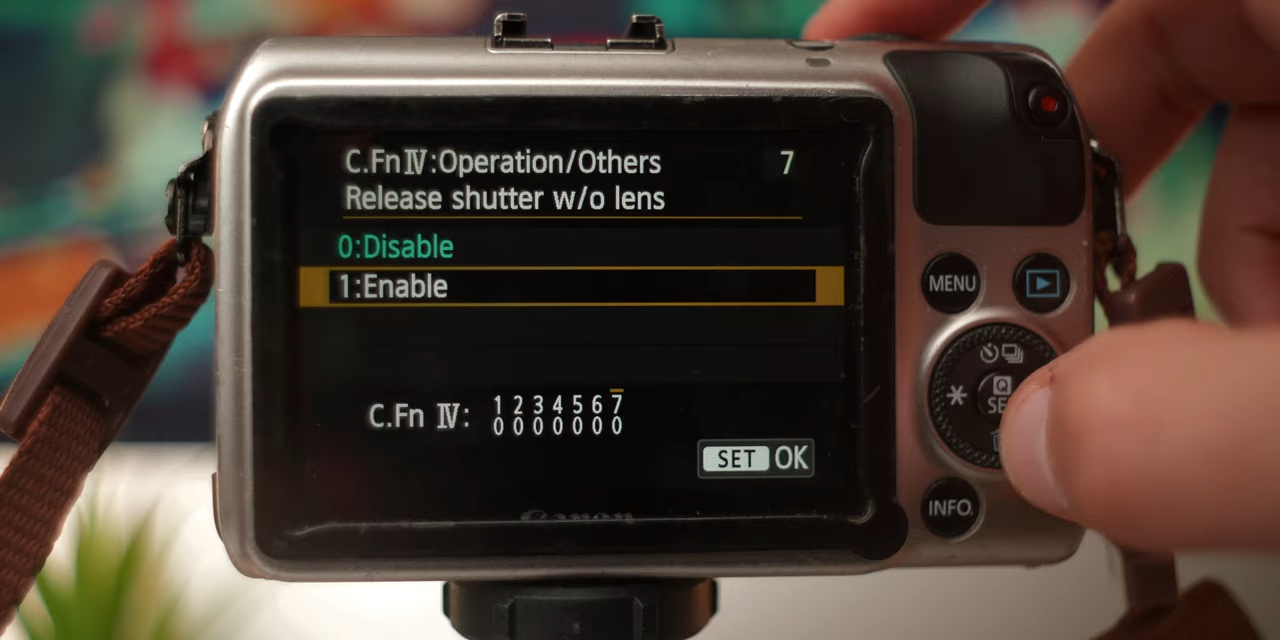 C.Fn IV:Operation/Others 7
Release shutter w/o lens
0:Disable
1:Enable
C.Fn IV: 1 2 3 4 5 6 7
0 0 0 0 0 0 0
SET OK
MENU
Q
INFO.
Canon